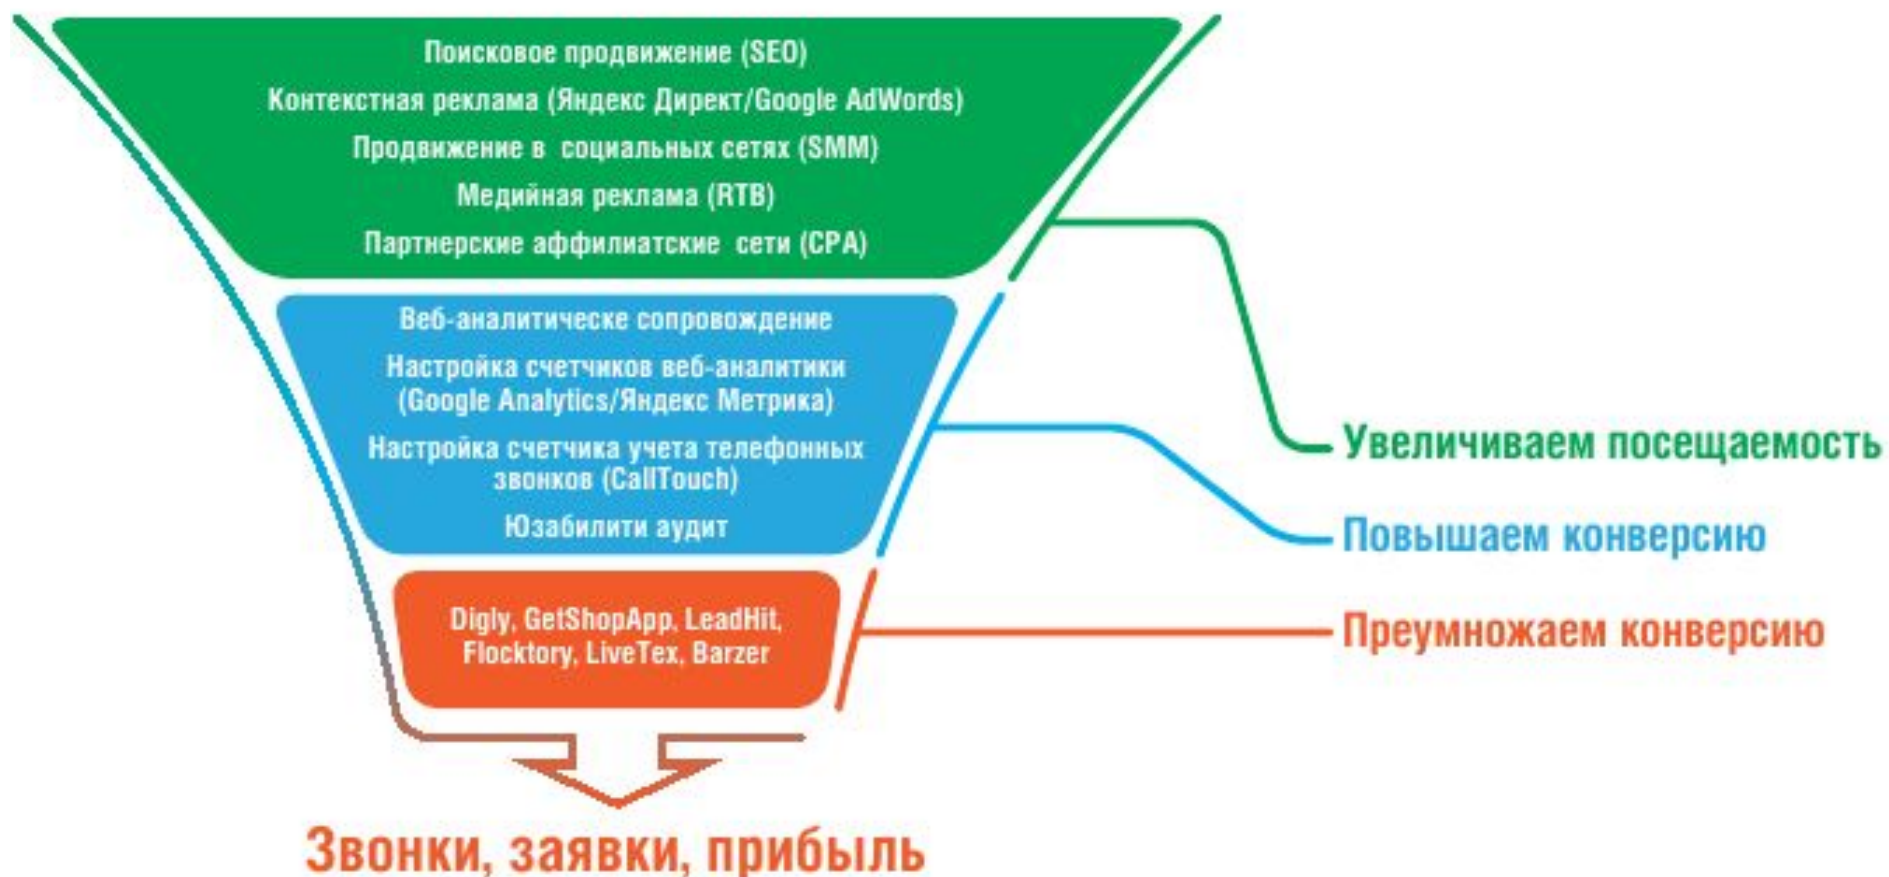 Поисковое продвижение (SEO)
Контекстная реклама (Яндекс Директ/Google AdWords)
Продвижение в социальных сетях (SMM)
Медийная реклама (RTB)
Партнерские аффилиатские сети (CPA)
Веб-аналитическе сопровождение
Настройка счетчиков веб-аналитики
(Google Analytics/Яндекс Метрика)
Настройка счетчика учета телефонных
звонков (CallTouch)
Юзабилити аудит
Digly, GetShopApp, LeadHit,
Flocktory, LiveTex, Barzer
Увеличиваем посещаемость
Повышаем конверсию
Преумножаем конверсию
Звонки, заявки, прибыль